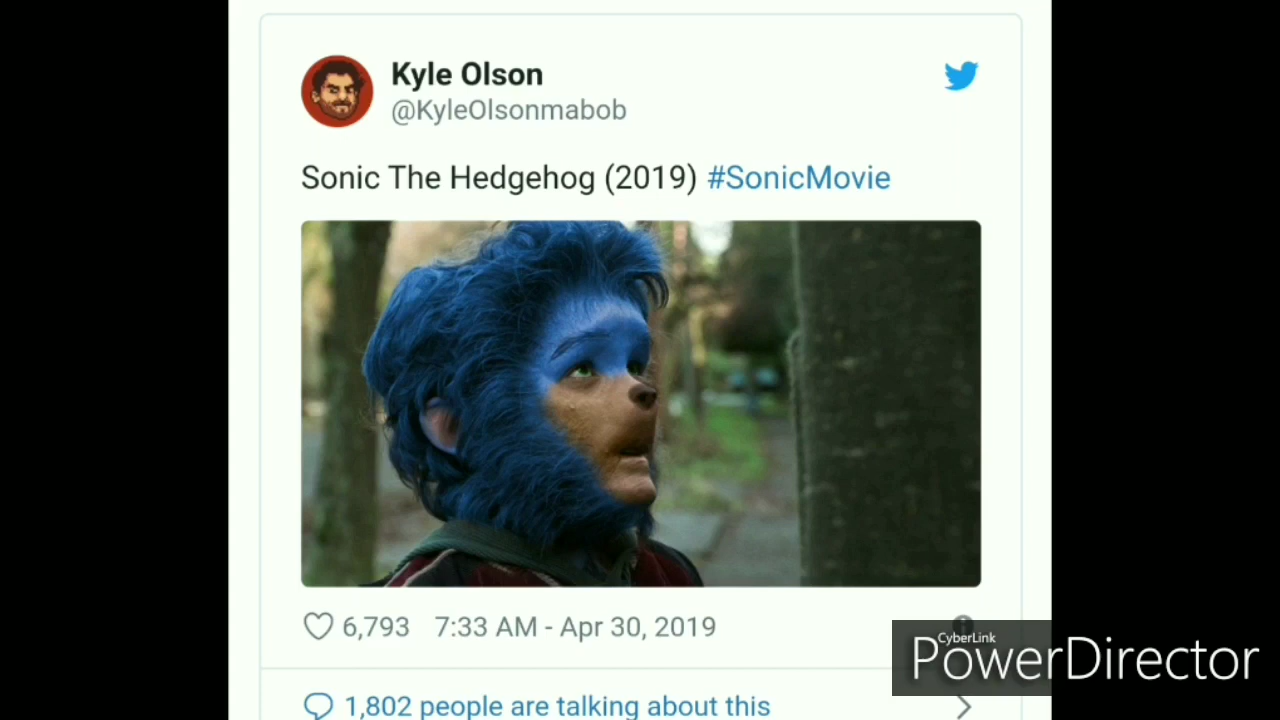 Kyle Olson
@KyleOlsonmabob
Sonic The Hedgehog (2019) #SonicMovie
6,793 7:33 AM - Apr 30, 2019
1,802 people are talking about this
CyberLink
PowerDirector